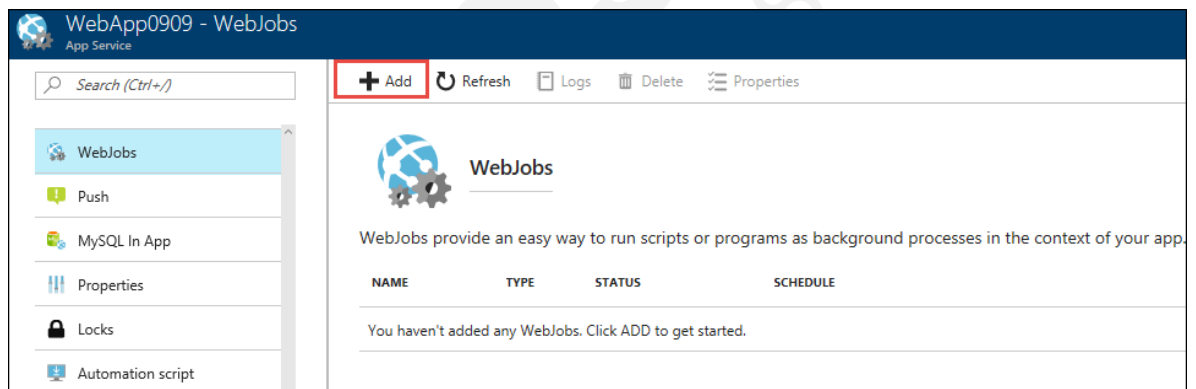 WebApp0909 - WebJobs
App Service
Search (Ctrl+/)
WebJobs
Push
MySQL In App
Properties
Locks
Automation script
Add Refresh Logs Delete Properties
WebJobs
WebJobs provide an easy way to run scripts or programs as background processes in the context of your app.
NAME TYPE STATUS SCHEDULE
You haven't added any WebJobs. Click ADD to get started.